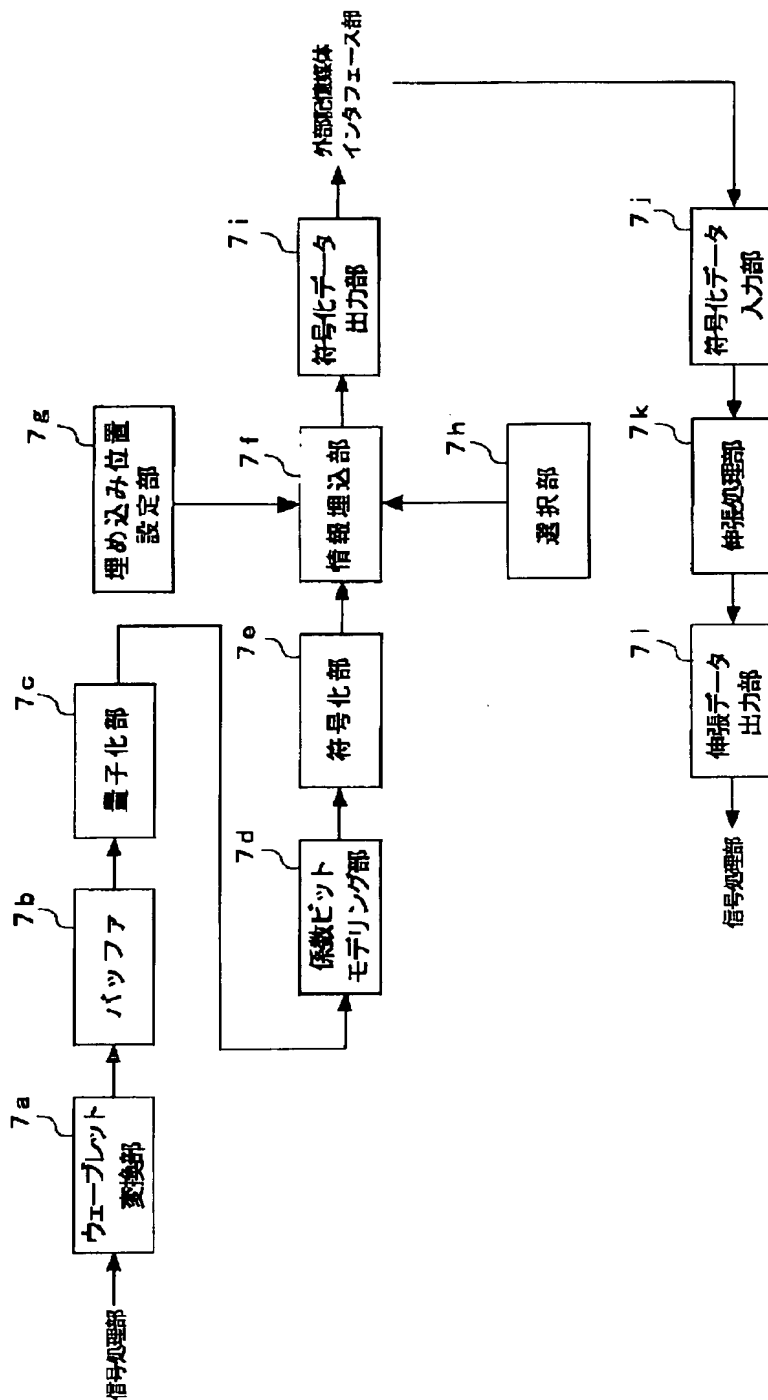 信号処理部
7a
ウェーブレット
変換部
7b
バッファ
7c
量子化部
7d
係数ビット
モデリング部
7e
符号化部
7f
情報埋込部
7g
埋め込み位置
設定部
7h
選択部
7i
符号化データ
出力部
外部記憶媒体
インタフェース部
7j
符号化データ
入力部
7k
伸張処理部
7l
伸張データ
出力部
信号処理部